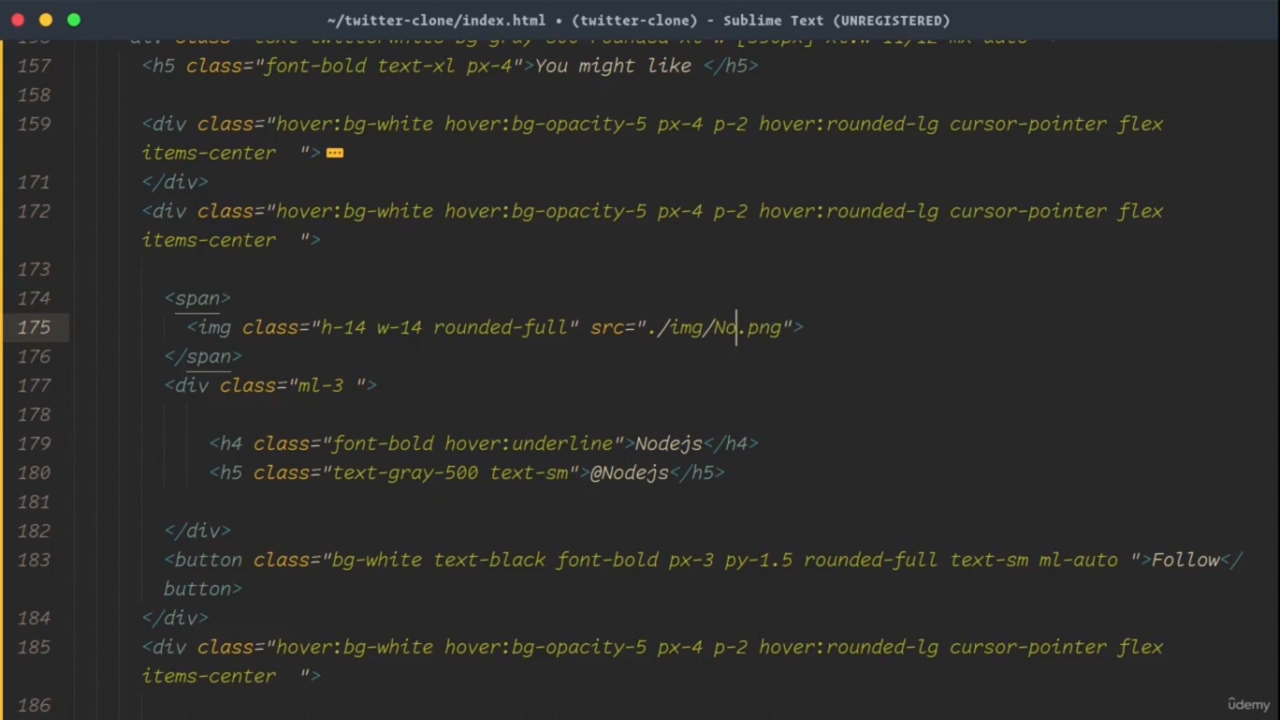 ~/twitter-clone/index.html • (twitter-clone) - Sublime Text (UNREGISTERED)
157 <h5 class="font-bold text-xl px-4">You might like </h5>
158
159 <div class="hover:bg-white hover:bg-opacity-5 px-4 p-2 hover:rounded-lg cursor-pointer flex
items-center  ">
171 </div>
172 <div class="hover:bg-white hover:bg-opacity-5 px-4 p-2 hover:rounded-lg cursor-pointer flex
items-center  ">
173
174 <span>
175 <img class="h-14 w-14 rounded-full" src="./img/No.png">
176 </span>
177 <div class="ml-3 ">
178
179 <h4 class="font-bold hover:underline">Nodejs</h4>
180 <h5 class="text-gray-500 text-sm">@Nodejs</h5>
181
182 </div>
183 <button class="bg-white text-black font-bold px-3 py-1.5 rounded-full text-sm ml-auto ">Follow</
button>
184 </div>
185 <div class="hover:bg-white hover:bg-opacity-5 px-4 p-2 hover:rounded-lg cursor-pointer flex
items-center  ">
186
ûdemy